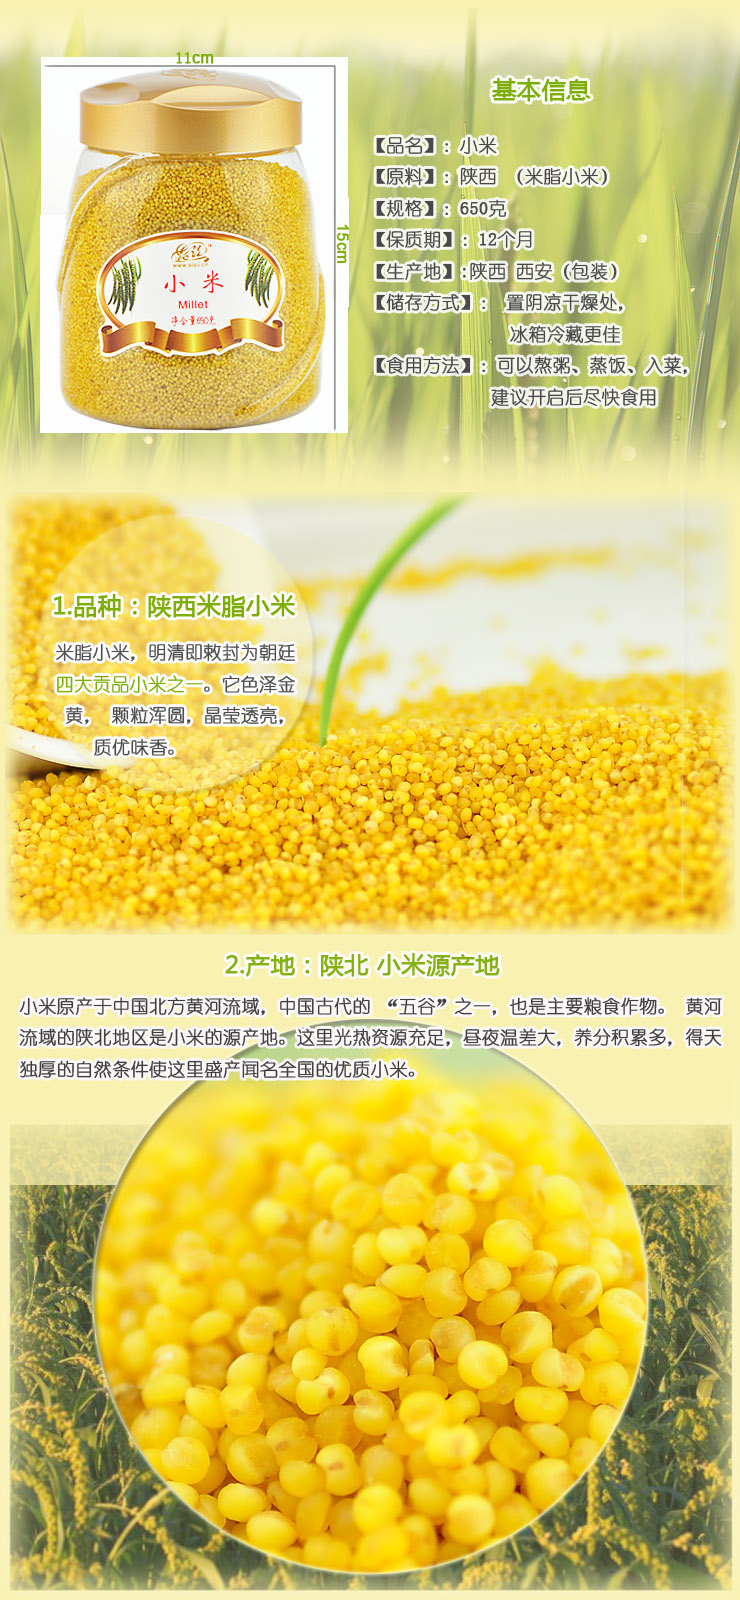 11cm
15cm
www.aiai.cn
小 米
Millet
净含量650克
基本信息
【品名】：小米
【原料】：陕西 （米脂小米）
【规格】：650克
【保质期】：12个月
【生产地】:陕西 西安（包装）
【储存方式】： 置阴凉干燥处，
冰箱冷藏更佳
【食用方法】：可以熬粥、蒸饭、入菜，
建议开启后尽快食用
1.品种：陕西米脂小米
米脂小米，明清即敕封为朝廷
四大贡品小米之一。它色泽金
黄， 颗粒浑圆，晶莹透亮，
质优味香。
2.产地：陕北 小米源产地
小米原产于中国北方黄河流域，中国古代的 “五谷”之一，也是主要粮食作物。 黄河
流域的陕北地区是小米的源产地。这里光热资源充足，昼夜温差大，养分积累多，得天
独厚的自然条件使这里盛产闻名全国的优质小米。